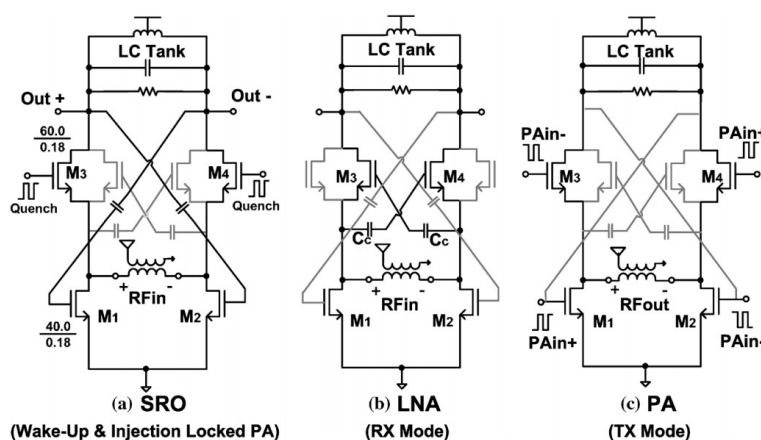 LC Tank
Out +
Out -
60.0
0.18
M3
M4
Quench
Quench
+
RFin
-
40.0
0.18
M1
M2
(a) SRO
(Wake-Up & Injection Locked PA)
LC Tank
M3
M4
Cc
Cc
+
RFin
-
M1
M2
(b) LNA
(RX Mode)
LC Tank
PAin-
PAin+
M3
M4
+
RFout
-
M1
M2
PAin+
PAin-
(c) PA
(TX Mode)